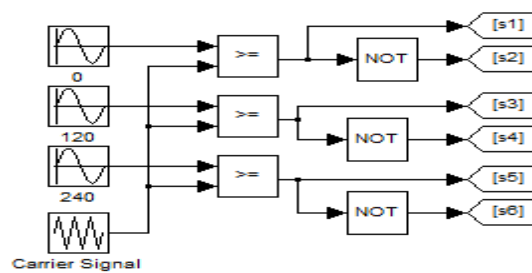 [s1]
>=
NOT
[s2]
0
[s3]
>=
120
NOT
[s4]
>=
[s5]
240
NOT
[s6]
Carrier Signal